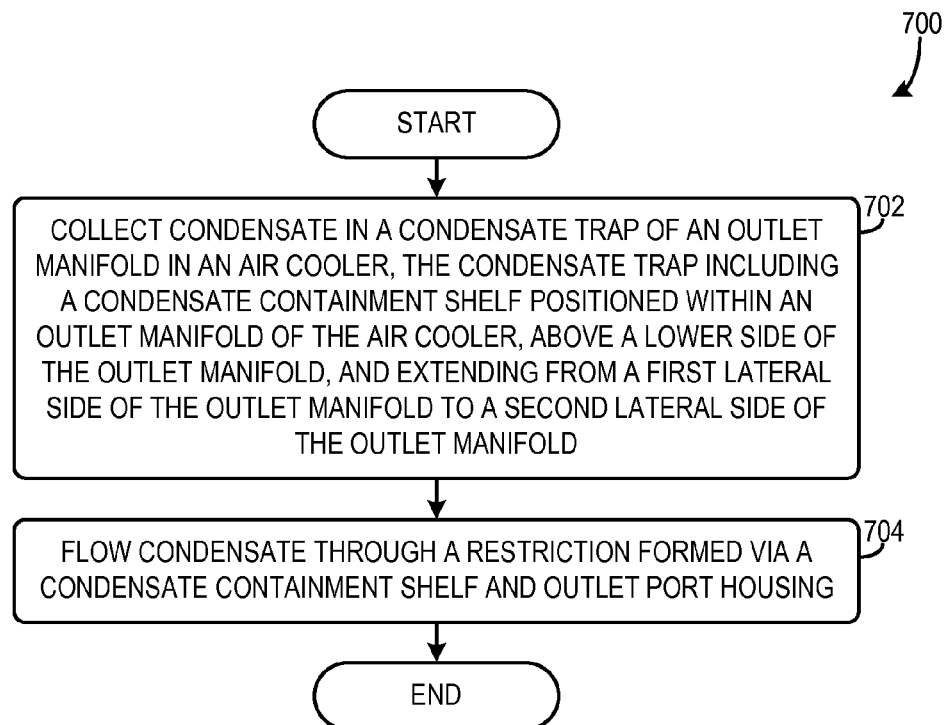 700
START
702
COLLECT CONDENSATE IN A CONDENSATE TRAP OF AN OUTLET
MANIFOLD IN AN AIR COOLER, THE CONDENSATE TRAP INCLUDING
A CONDENSATE CONTAINMENT SHELF POSITIONED WITHIN AN
OUTLET MANIFOLD OF THE AIR COOLER, ABOVE A LOWER SIDE OF
THE OUTLET MANIFOLD, AND EXTENDING FROM A FIRST LATERAL
SIDE OF THE OUTLET MANIFOLD TO A SECOND LATERAL SIDE OF
THE OUTLET MANIFOLD
704
FLOW CONDENSATE THROUGH A RESTRICTION FORMED VIA A
CONDENSATE CONTAINMENT SHELF AND OUTLET PORT HOUSING
END